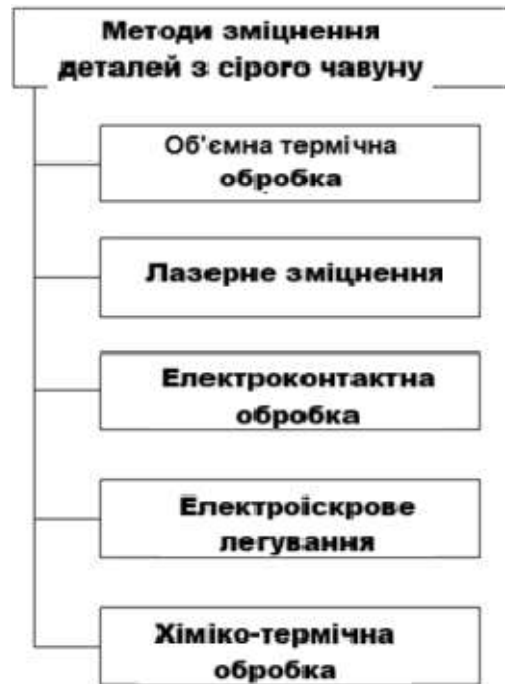 Методи зміцнення
деталей з сірого чавуну
Об'ємна термічна
обробка
Лазерне зміцнення
Електроконтактна
обробка
Електроіскрове
легування
Хіміко-термічна
обробка